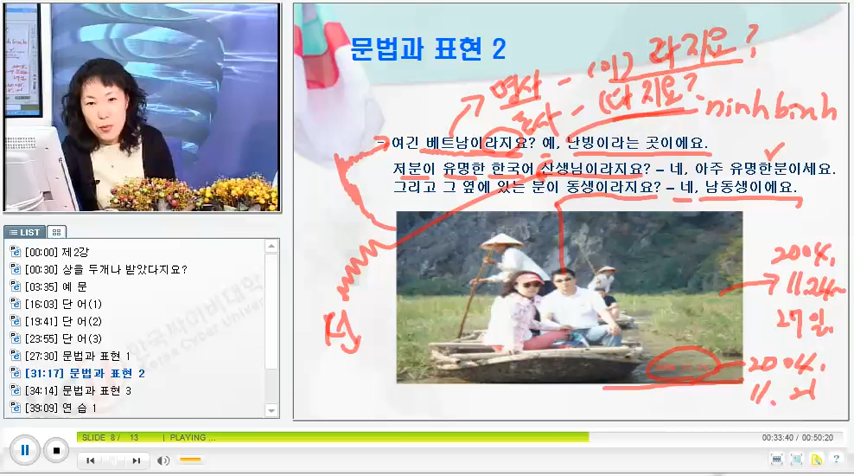 문법과 표현 2
명사 - (이) 라지요?
동사 - (다 지요?
ninh binh
여긴 베트남이라지요? 예, 난빙이라는 곳이에요.
저분이 유명한 한국어 선생님이라지요? – 네, 아주 유명한분이세요.
그리고 그 옆에 있는 분이 동생이라지요? – 네, 남동생이에요.
2004.
11.24~
27일.
2004.
11. 21
LIST
[00:00] 제2강
[00:30] 상을 두개나 받았다지요?
[03:35] 예 문
[16:03] 단 어(1)
[19:41] 단 어(2)
[23:55] 단 어(3)
[27:30] 문법과 표현 1
[31:17] 문법과 표현 2
[34:14] 문법과 표현 3
[39:09] 연 습 1
SLIDE 8 / 13 | PLAYING ...
00:33:40 / 00:50:20